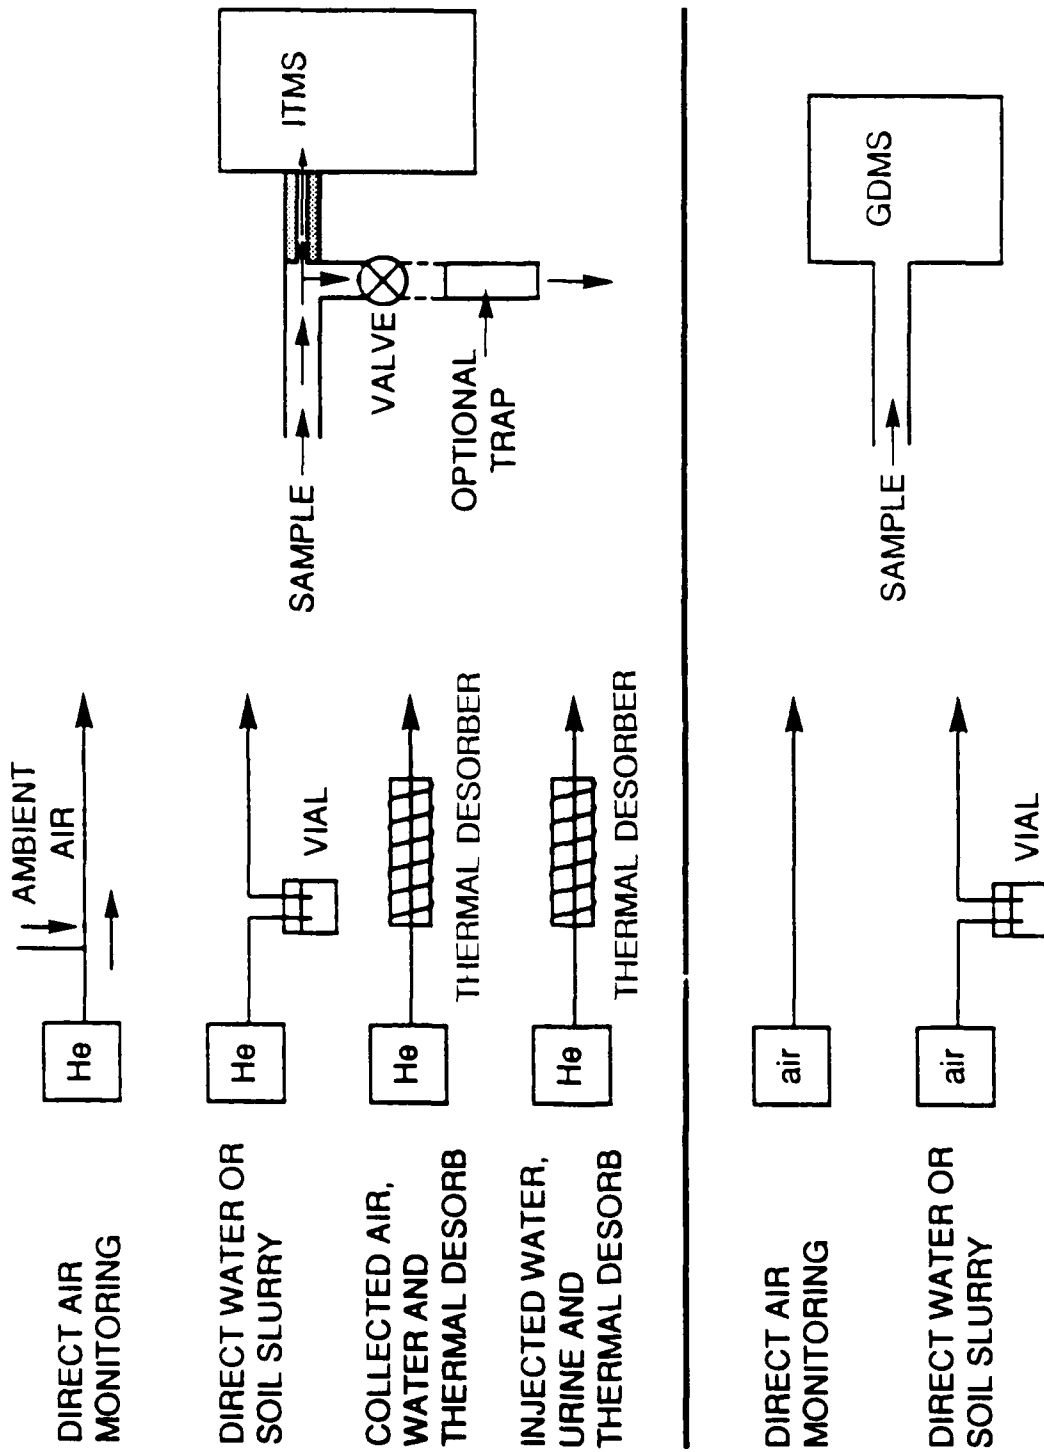 DIRECT AIR
MONITORING
He
AMBIENT
AIR
DIRECT WATER OR
SOIL SLURRY
He
VIAL
COLLECTED AIR,
WATER AND
THERMAL DESORB
He
THERMAL DESORBER
INJECTED WATER,
URINE AND
THERMAL DESORB
He
THERMAL DESORBER
SAMPLE
VALVE
OPTIONAL
TRAP
ITMS
DIRECT AIR
MONITORING
air
DIRECT WATER OR
SOIL SLURRY
air
VIAL
SAMPLE
GDMS